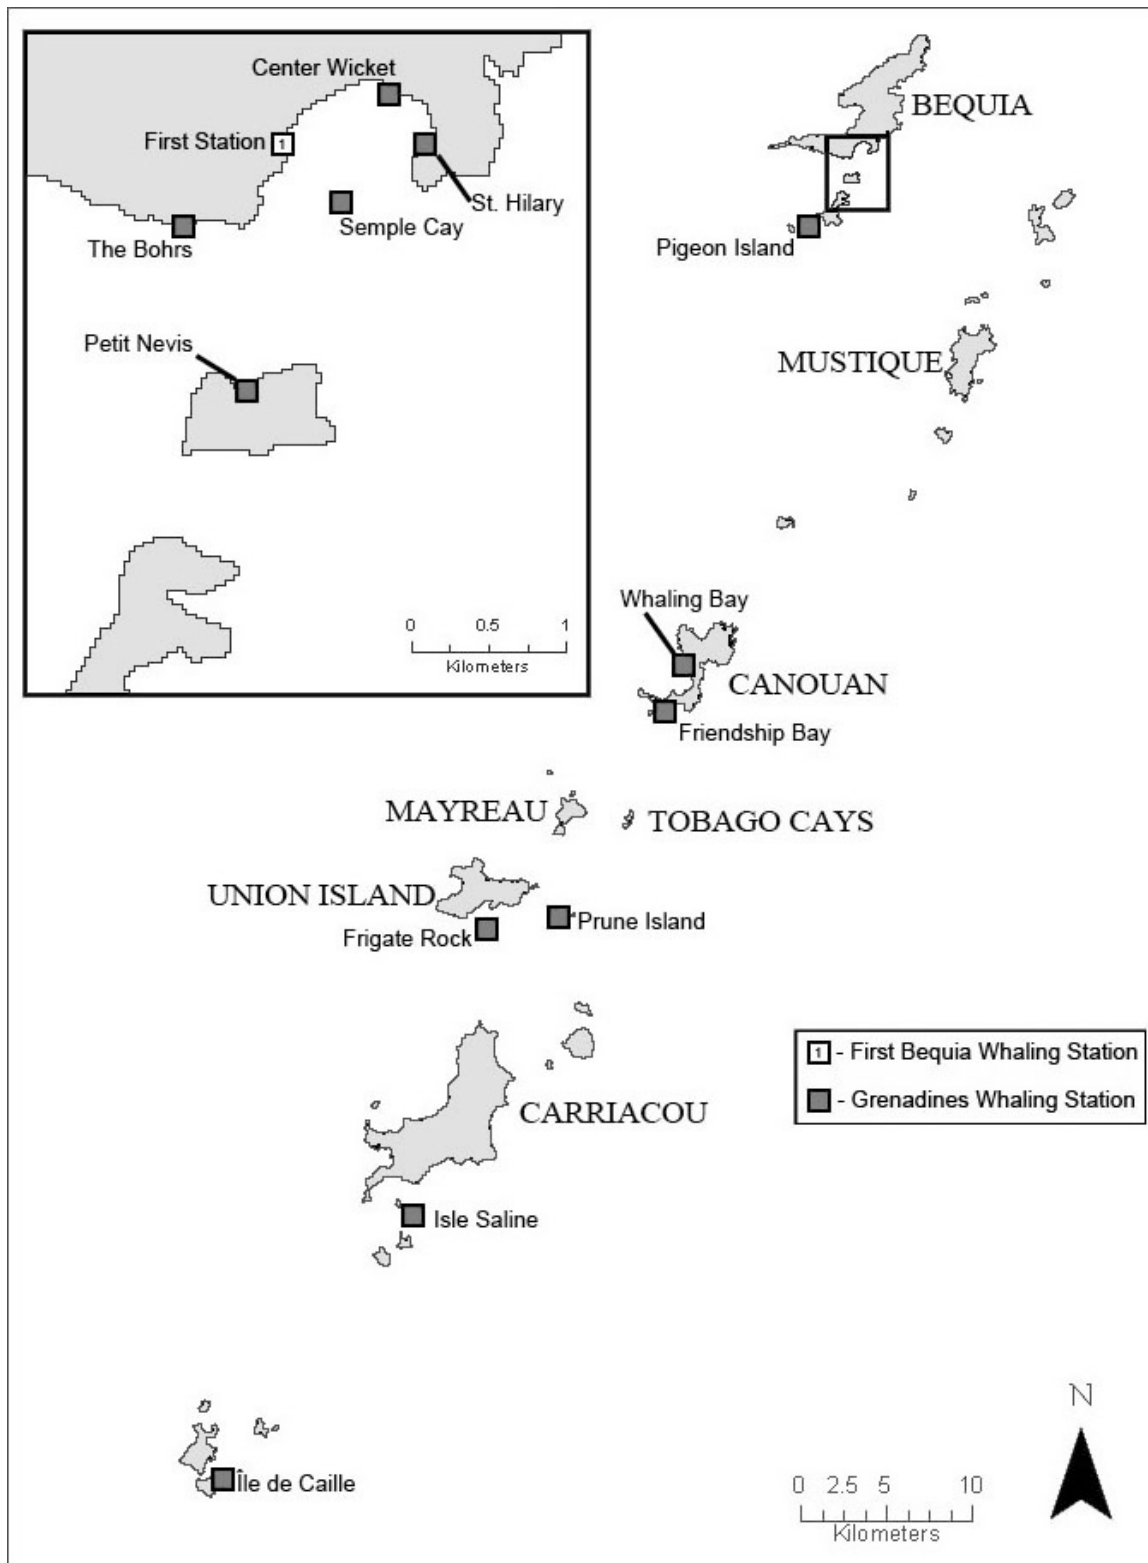 Center Wicket
First Station
1
St. Hilary
Semple Cay
The Bohrs
Petit Nevis
0 0.5 1
Kilometers
BEQUIA
Pigeon Island
MUSTIQUE
Whaling Bay
CANOUAN
Friendship Bay
MAYREAU
TOBAGO CAYS
UNION ISLAND
Prune Island
Frigate Rock
1 - First Bequia Whaling Station
- Grenadines Whaling Station
CARRIACOU
Isle Saline
Île de Caille
N
0 2.5 5 10
Kilometers